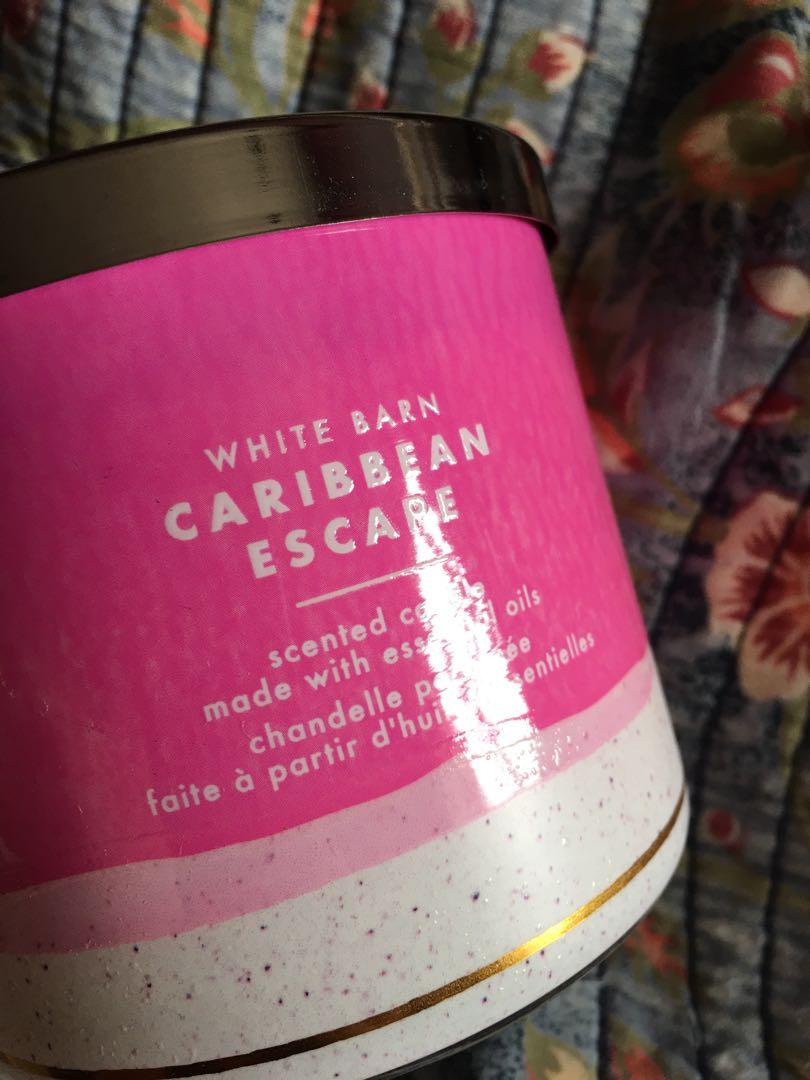 WHITE BARN
CARIBBEAN
ESCAPE
scented
made with oils
chandelle
faite à partir